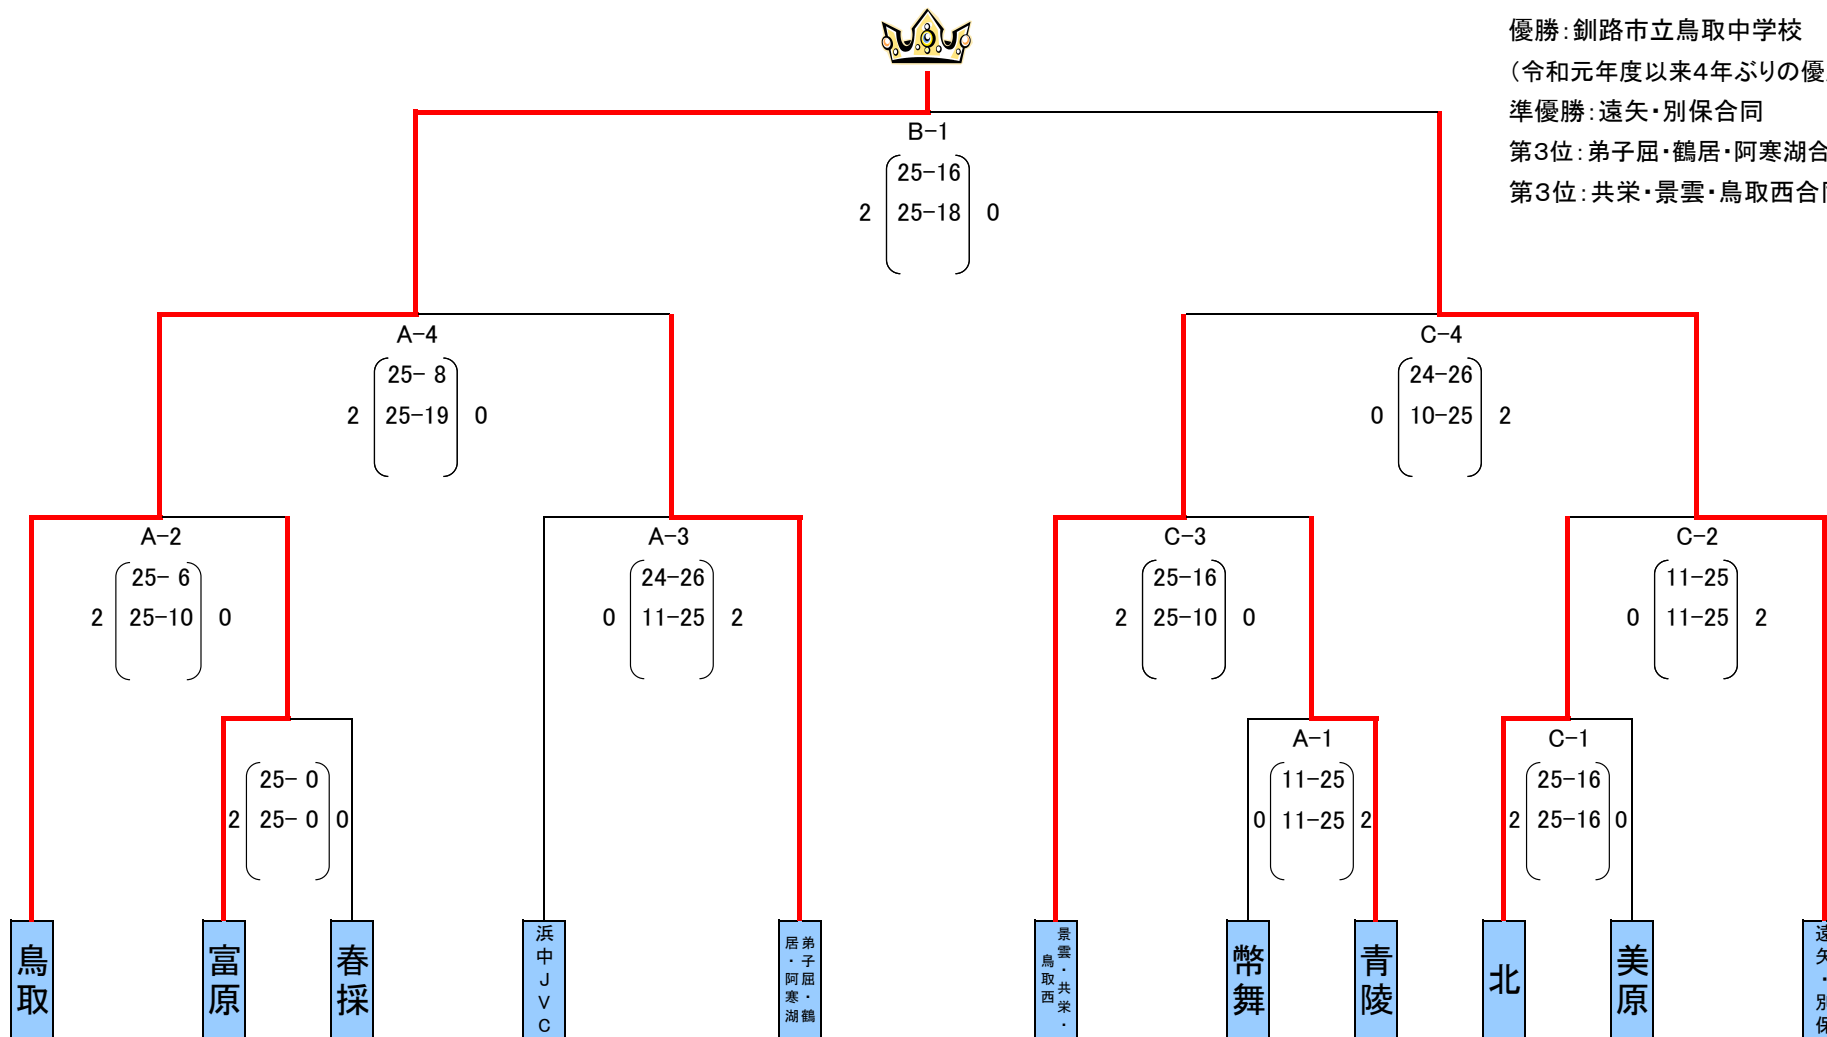 優勝：釧路市立鳥取中学校
（令和元年度以来4年ぶりの優
準優勝：遠矢・別保合同
第3位：弟子屈・鶴居・阿寒湖合
第3位：共栄・景雲・鳥取西合同
B-1
25-16
2 25-18 0
A-4
25- 8
2 25-19 0
C-4
24-26
0 10-25 2
A-2
25- 6
2 25-10 0
A-3
24-26
0 11-25 2
C-3
25-16
2 25-10 0
C-2
11-25
0 11-25 2
25- 0
2 25- 0 0
A-1
11-25
0 11-25 2
C-1
25-16
2 25-16 0
鳥取
富原
春採
浜中JVC
弟子屈・鶴
居・阿寒湖
景雲・共栄・
鳥取西
幣舞
青陵
北
美原
遠矢・別保